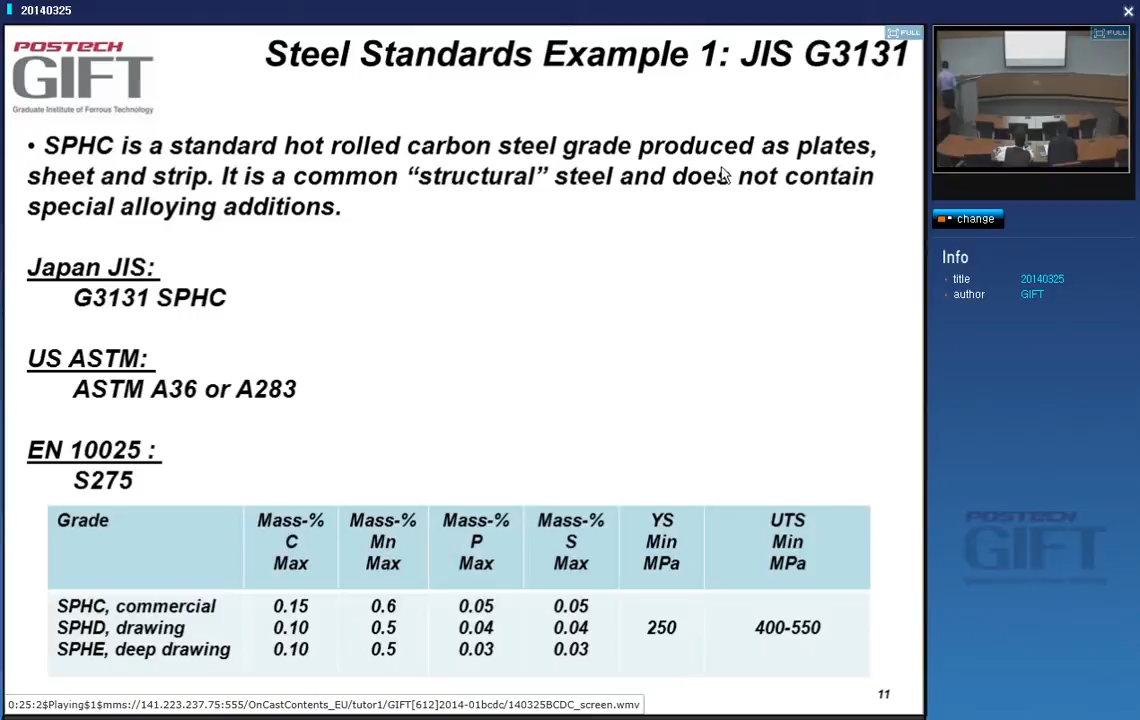 20140325
POSTECH
GIFT
Graduate Institute of Ferrous Technology
Steel Standards Example 1: JIS G3131
FULL
FULL
• SPHC is a standard hot rolled carbon steel grade produced as plates,
sheet and strip. It is a common “structural” steel and does not contain
special alloying additions.
Japan JIS:
G3131 SPHC
US ASTM:
ASTM A36 or A283
EN 10025 :
S275
Grade Mass-% Mass-% Mass-% Mass-% YS UTS
C Mn P S Min Min
Max Max Max Max MPa MPa
SPHC, commercial 0.15 0.6 0.05 0.05
SPHD, drawing 0.10 0.5 0.04 0.04 250 400-550
SPHE, deep drawing 0.10 0.5 0.03 0.03
11
0:25:2$Playing$1$mms://141.223.237.75:555/OnCastContents_EU/tutor1/GIFT[612]2014-01bcdc/140325BCDC_screen.wmv
change
Info
title 20140325
author GIFT
POSTECH
GIFT